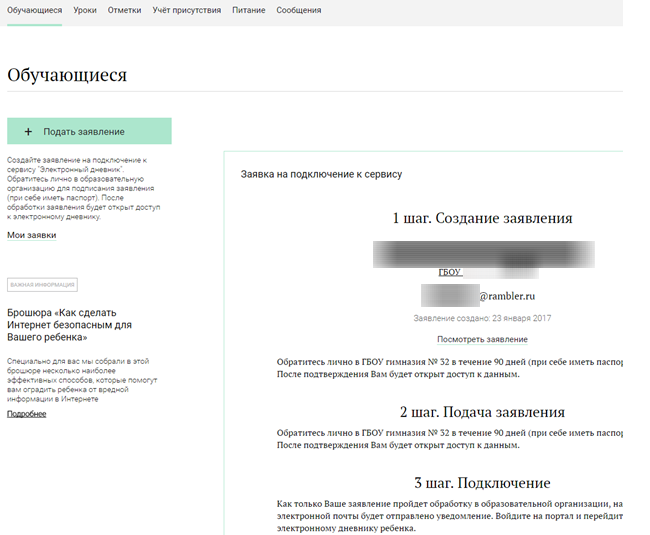 Обучающиеся Уроки Отметки Учёт присутствия Питание Сообщения
Обучающиеся
+ Подать заявление
Создайте заявление на подключение к
сервису "Электронный дневник".
Обратитесь лично в образовательную
организацию для подписания заявления
(при себе иметь паспорт). После
обработки заявления будет открыт доступ
к электронному дневнику.
Мои заявки
ВАЖНАЯ ИНФОРМАЦИЯ
Брошюра «Как сделать
Интернет безопасным для
Вашего ребенка»
Специально для вас мы собрали в этой
брошюре несколько наиболее
эффективных способов, которые помогут
вам оградить ребенка от вредной
информации в Интернете
Подробнее
Заявка на подключение к сервису
1 шаг. Создание заявления
ГБОУ
@rambler.ru
Заявление создано: 23 января 2017
Посмотреть заявление
Обратитесь лично в ГБОУ гимназия № 32 в течение 90 дней (при себе иметь паспор
После подтверждения Вам будет открыт доступ к данным.
2 шаг. Подача заявления
Обратитесь лично в ГБОУ гимназия № 32 в течение 90 дней (при себе иметь паспор
После подтверждения Вам будет открыт доступ к данным.
3 шаг. Подключение
Как только Ваше заявление пройдет обработку в образовательной организации, на
электронной почты будет отправлено уведомление. Войдите на портал и перейдит
электронному дневнику ребенка.